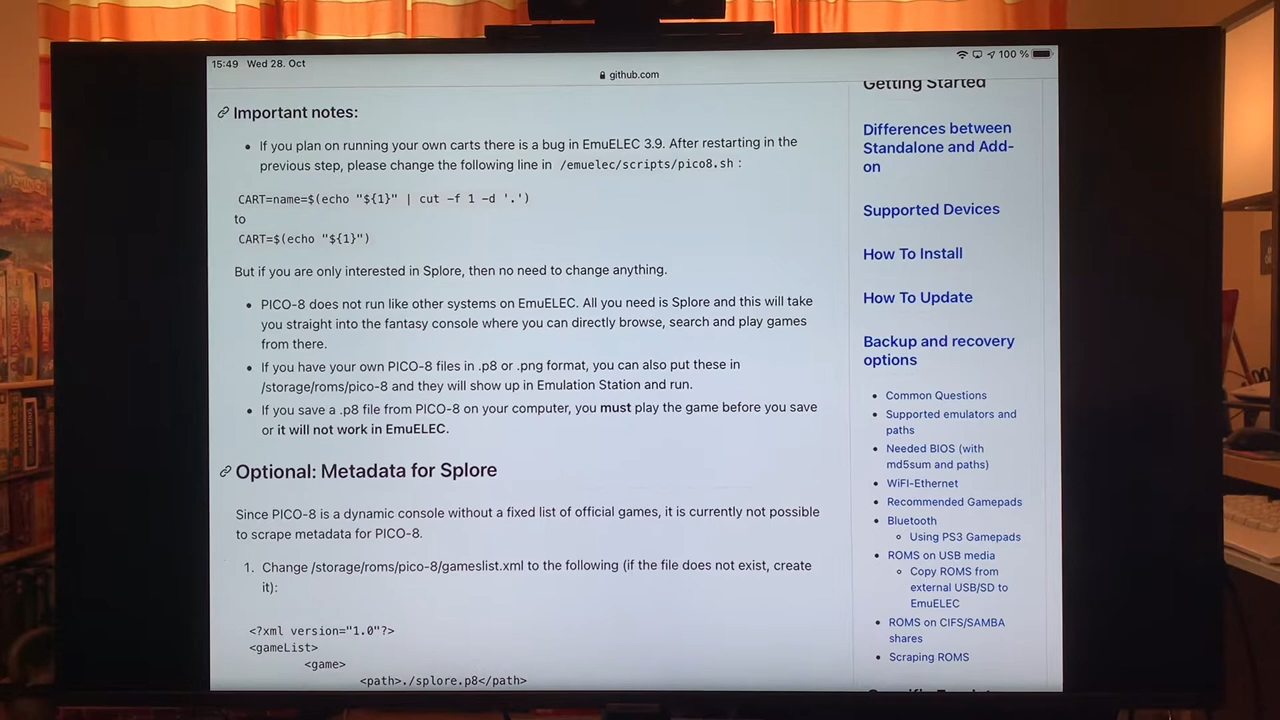 15:49 Wed 28. Oct
100 %
github.com
Important notes:
• If you plan on running your own carts there is a bug in EmuELEC 3.9. After restarting in the
previous step, please change the following line in /emuelec/scripts/pico8.sh :
CART=name=$(echo "${1}" | cut -f 1 -d '.')
to
CART=$(echo "${1}")
But if you are only interested in Splore, then no need to change anything.
• PICO-8 does not run like other systems on EmuELEC. All you need is Splore and this will take
you straight into the fantasy console where you can directly browse, search and play games
from there.
• If you have your own PICO-8 files in .p8 or .png format, you can also put these in
/storage/roms/pico-8 and they will show up in Emulation Station and run.
• If you save a .p8 file from PICO-8 on your computer, you must play the game before you save
or it will not work in EmuELEC.
Optional: Metadata for Splore
Since PICO-8 is a dynamic console without a fixed list of official games, it is currently not possible
to scrape metadata for PICO-8.
1. Change /storage/roms/pico-8/gameslist.xml to the following (if the file does not exist, create
it):
<?xml version="1.0"?>
<gameList>
<game>
<path>./splore.p8</path>
Getting Started
Differences between
Standalone and Add-
on
Supported Devices
How To Install
How To Update
Backup and recovery
options
• Common Questions
• Supported emulators and
paths
• Needed BIOS (with
md5sum and paths)
• WiFI-Ethernet
• Recommended Gamepads
• Bluetooth
◦ Using PS3 Gamepads
• ROMS on USB media
◦ Copy ROMS from
external USB/SD to
EmuELEC
• ROMS on CIFS/SAMBA
shares
• Scraping ROMS